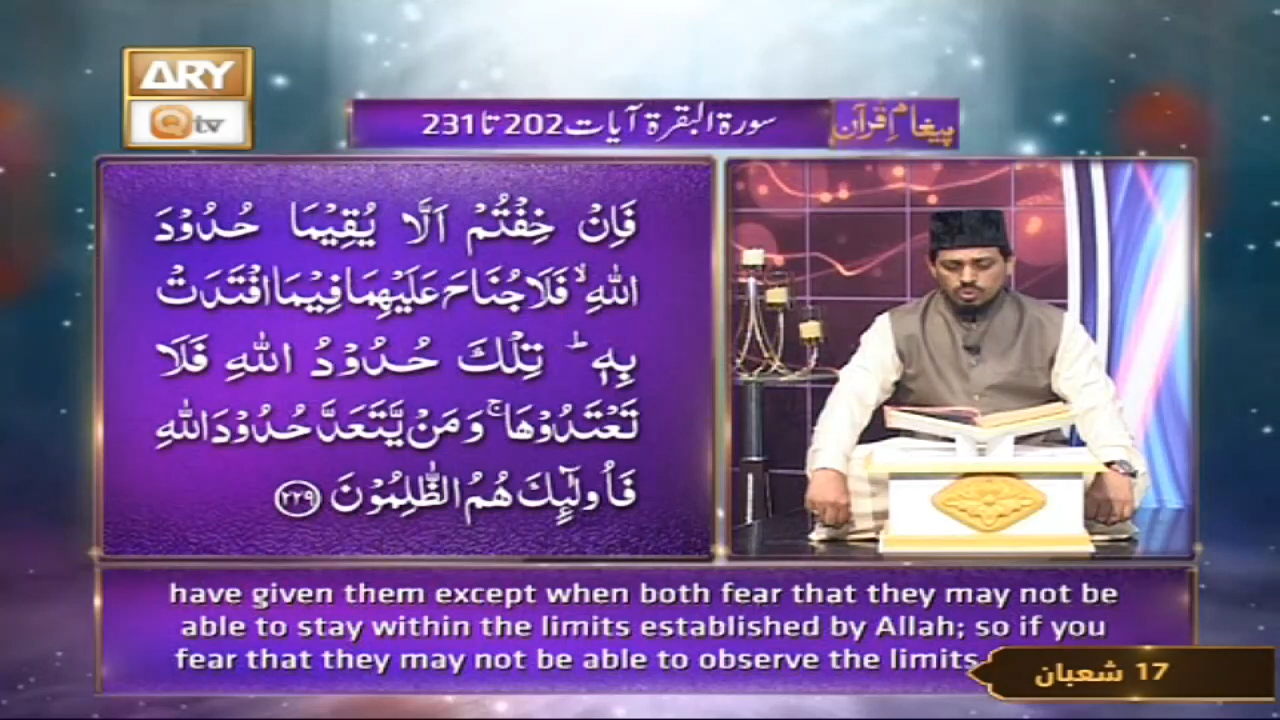 ARY
Qtv
پیغامِ قرآن
سورۃ البقرۃ آیات 202 تا 231
فَاِنْ خِفْتُمْ اَلَّا یُقِیْمَا حُدُوْدَ
اللّٰهِ ۙ فَلَا جُنَاحَ عَلَیْهِمَا فِیْمَا افْتَدَتْ
بِهٖ ؕ تِلْكَ حُدُوْدُ اللّٰهِ فَلَا
تَعْتَدُوْهَا ۚ وَ مَنْ یَّتَعَدَّ حُدُوْدَ اللّٰهِ
فَاُولٰٓىِٕكَ هُمُ الظّٰلِمُوْنَ ﴿۲۲۹﴾
have given them except when both fear that they may not be
able to stay within the limits established by Allah; so if you
fear that they may not be able to observe the limits
17 شعبان